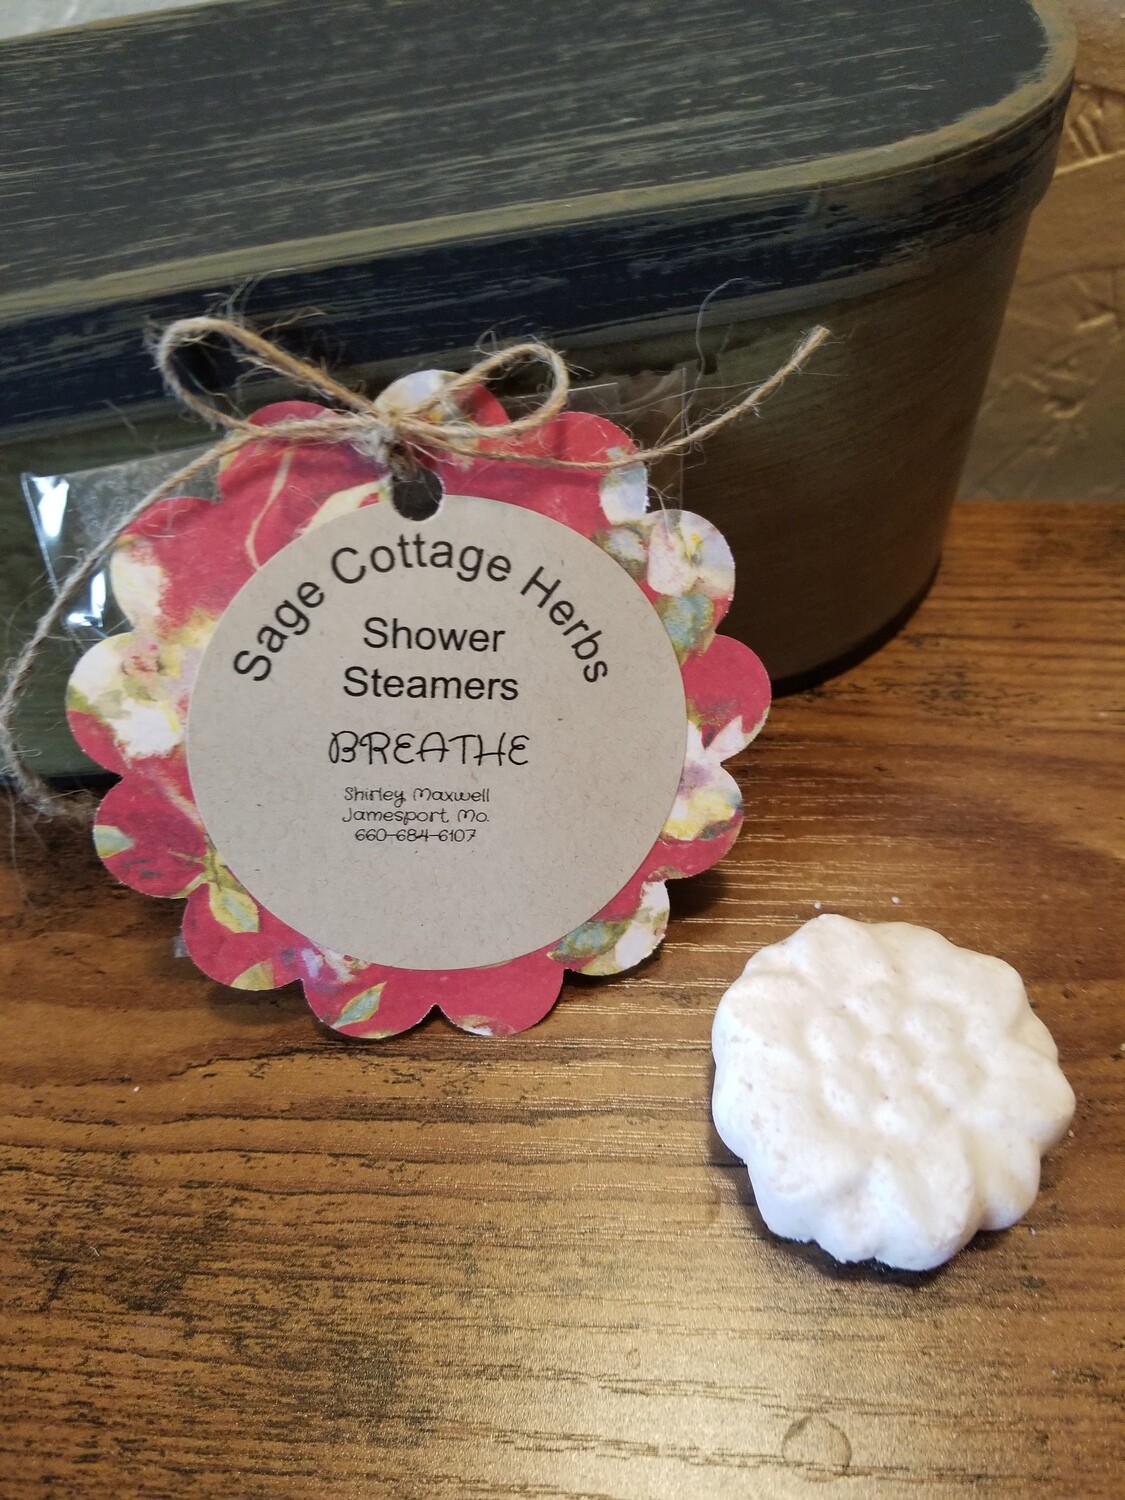 Sage Cottage Herbs
Shower
Steamers
BREATHE
Shirley Maxwell
Jamesport, Mo.
660-684-6107